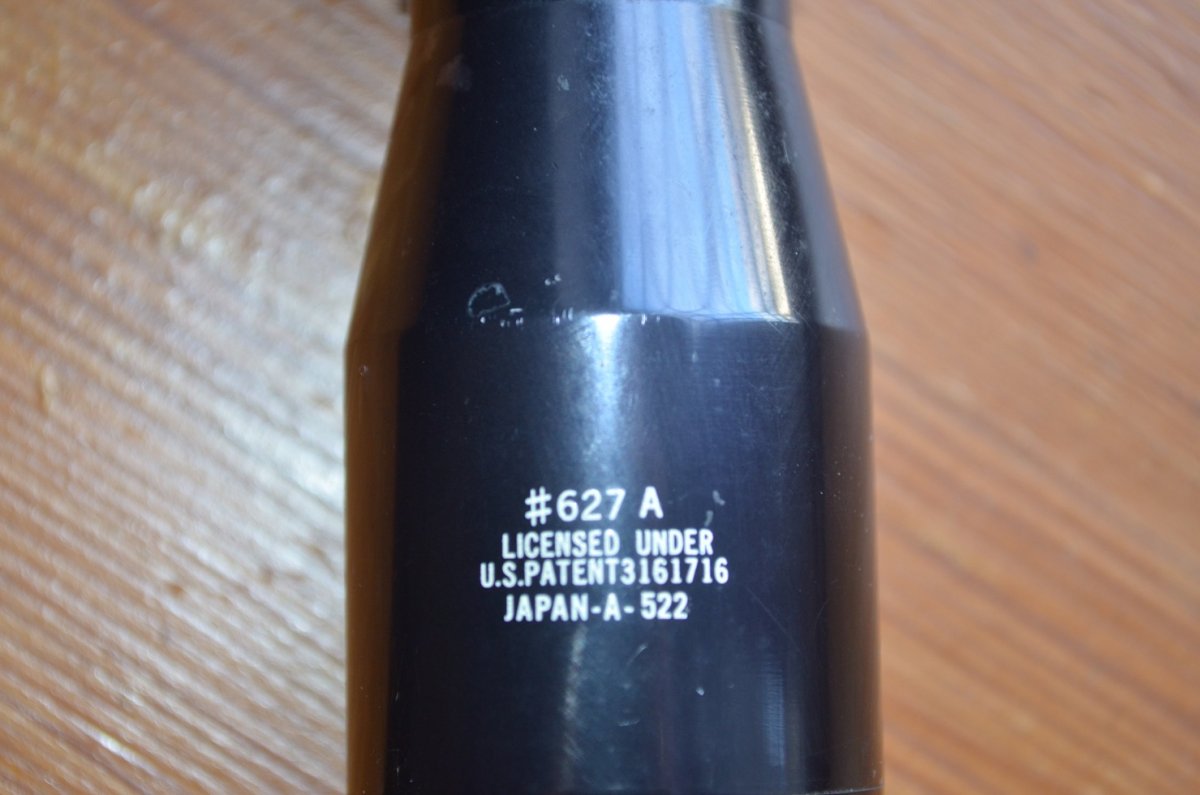 #627 A
LICENSED UNDER
U.S.PATENT3161716
JAPAN-A-522